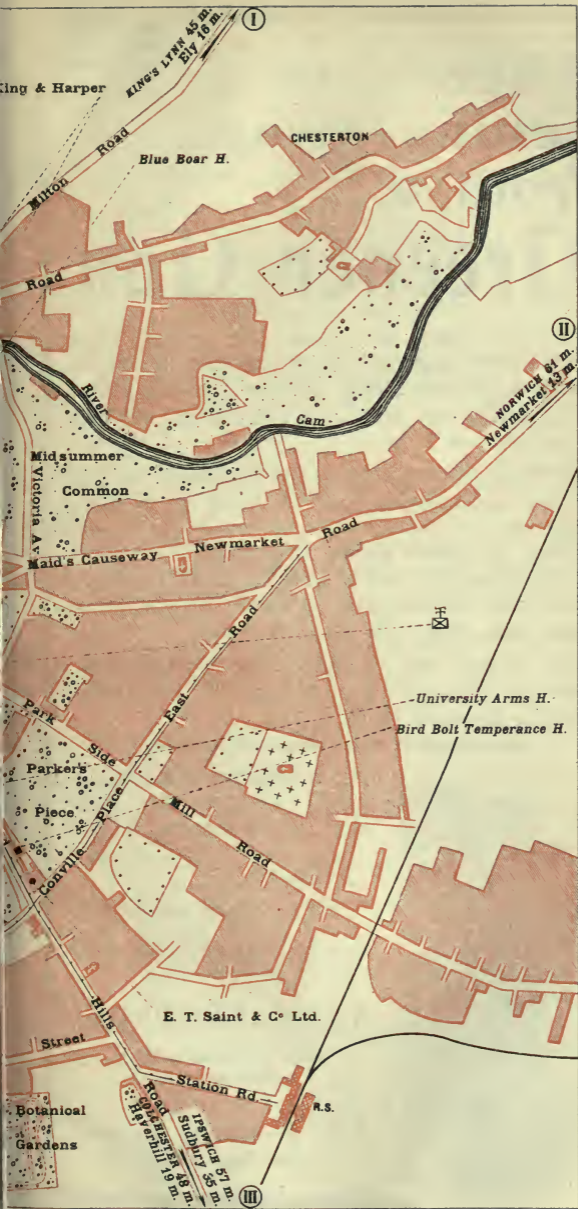 I
KING'S LYNN 45 m.
Ely 16 m.
King & Harper
Milton Road
CHESTERTON
Blue Boar H.
Road
II
NORWICH 61 m.
Newmarket 13 m.
River Cam
Midsummer
Common
Victoria Av.
Maid's Causeway
Newmarket Road
East Road
University Arms H.
Bird Bolt Temperance H.
Park Side
Parkers
Piece
Gonville Place
Mill Road
E. T. Saint & Co Ltd.
Hills Road
Street
Station Rd.
R.S.
Botanical
Gardens
COLCHESTER 48 m.
Haverhill 19 m.
IPSWICH 57 m.
Sudbury 35 m.
III